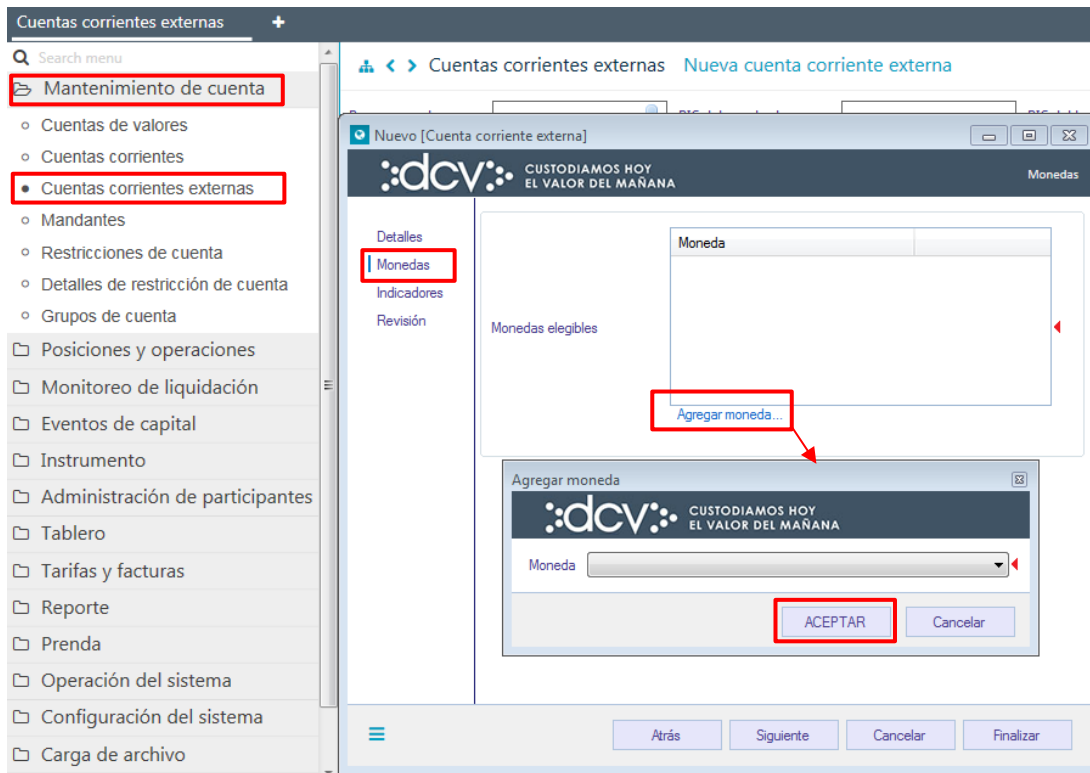 Cuentas corrientes externas +
Search menu
Mantenimiento de cuenta
Cuentas de valores
Cuentas corrientes
Cuentas corrientes externas
Mandantes
Restricciones de cuenta
Detalles de restricción de cuenta
Grupos de cuenta
Posiciones y operaciones
Monitoreo de liquidación
Eventos de capital
Instrumento
Administración de participantes
Tablero
Tarifas y facturas
Reporte
Prenda
Operación del sistema
Configuración del sistema
Carga de archivo
Cuentas corrientes externas Nueva cuenta corriente externa
Nuevo [Cuenta corriente externa]
dcv CUSTODIAMOS HOY
EL VALOR DEL MAÑANA
Monedas
Detalles
Monedas
Indicadores
Revisión
Monedas elegibles
Moneda
Agregar moneda...
Agregar moneda
dcv CUSTODIAMOS HOY
EL VALOR DEL MAÑANA
Moneda
ACEPTAR Cancelar
Atrás Siguiente Cancelar Finalizar